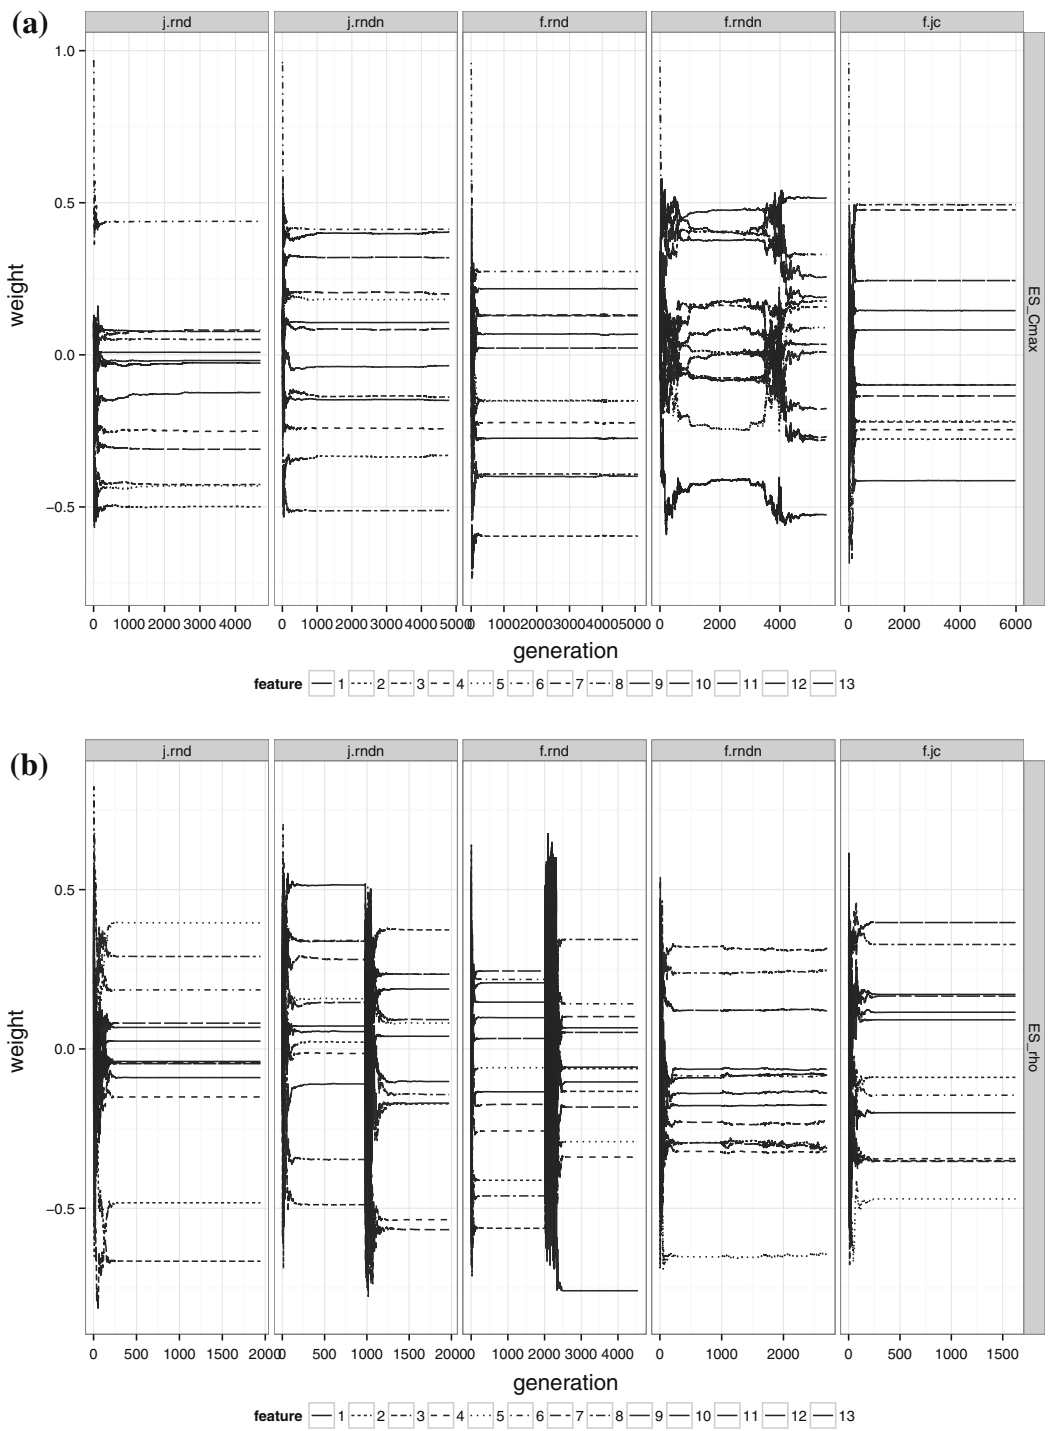 (a)
j.rnd j.rndn f.rnd f.rndn f.jc
1.0
0.5
0.0
−0.5
weight
ES_Cmax
0 1000 2000 3000 4000 0 1000 2000 3000 4000 5000 0 1000 2000 3000 4000 5000 0 2000 4000 0 2000 4000 6000
generation
feature 1 2 3 4 5 6 7 8 9 10 11 12 13
(b)
j.rnd j.rndn f.rnd f.rndn f.jc
0.5
0.0
−0.5
weight
ES_rho
0 500 1000 1500 2000 0 500 1000 1500 2000 0 1000 2000 3000 4000 0 1000 2000 0 500 1000 1500
generation
feature 1 2 3 4 5 6 7 8 9 10 11 12 13